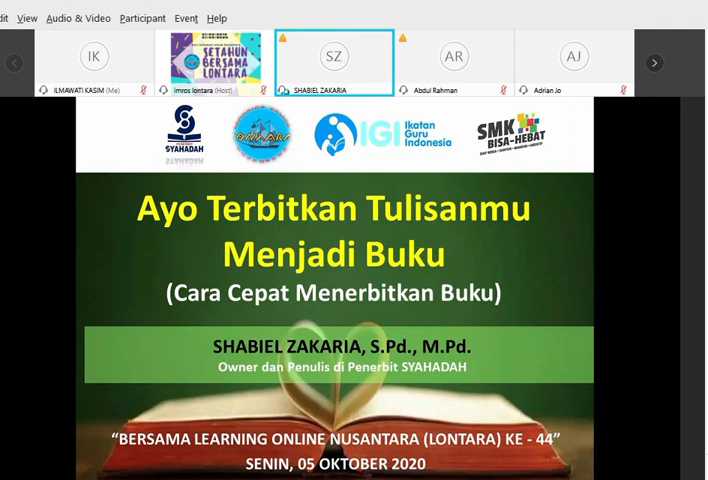 dit View Audio & Video Participant Event Help
IK
SETAHUN
BERSAMA
LONTARA
SZ
AR
AJ
ILMAWATI KASIM (Me)
Imros lontara (Host)
SHABIEL ZAKARIA
Abdul Rahman
Adrian Jo
PENERBIT
SYAHADAH
LONTARA
IGI Ikatan
Guru
Indonesia
SMK
BISA-HEBAT
Ayo Terbitkan Tulisanmu
Menjadi Buku
(Cara Cepat Menerbitkan Buku)
SHABIEL ZAKARIA, S.Pd., M.Pd.
Owner dan Penulis di Penerbit SYAHADAH
“BERSAMA LEARNING ONLINE NUSANTARA (LONTARA) KE - 44”
SENIN, 05 OKTOBER 2020